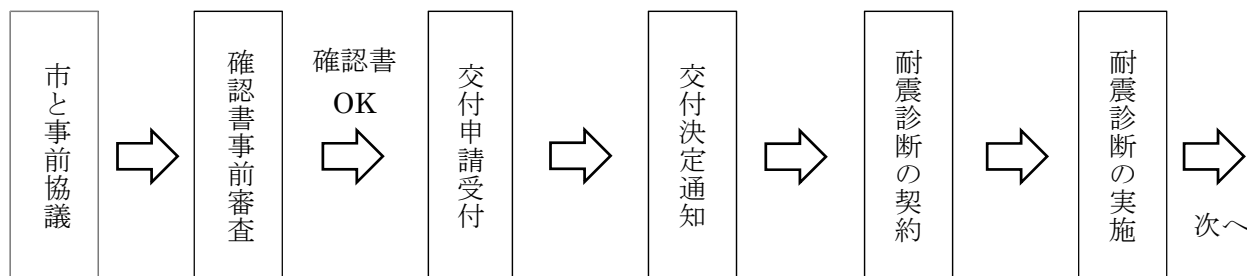 市と事前協議
確認書事前審査
確認書
OK
交付申請受付
交付決定通知
耐震診断の契約
耐震診断の実施
次へ